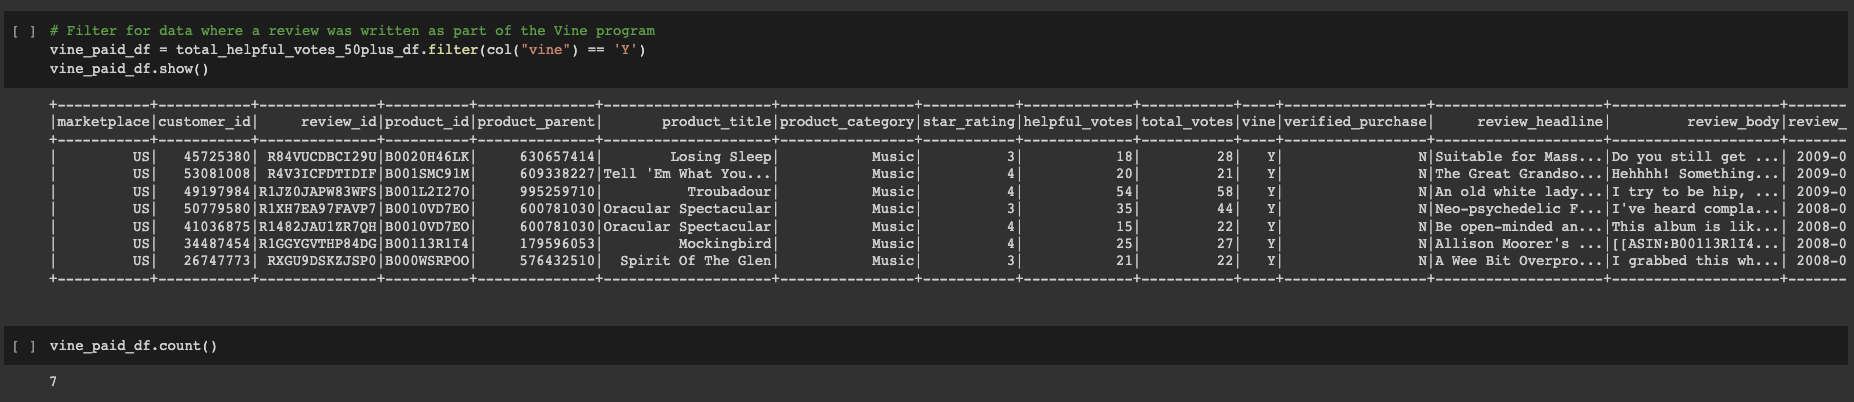 [ ] # Filter for data where a review was written as part of the Vine program
vine_paid_df = total_helpful_votes_50plus_df.filter(col("vine") == 'Y')
vine_paid_df.show()
+-----------+-----------+--------------+----------+--------------+--------------------+----------------+-----------+-------------+-----------+----+-----------------+--------------------+--------------------+-------
|marketplace|customer_id|     review_id|product_id|product_parent|       product_title|product_category|star_rating|helpful_votes|total_votes|vine|verified_purchase|     review_headline|         review_body|review_
+-----------+-----------+--------------+----------+--------------+--------------------+----------------+-----------+-------------+-----------+----+-----------------+--------------------+--------------------+-------
|         US|   45725380| R84VUCDBCI29U|B0020H46LK|     630657414|        Losing Sleep|           Music|          3|           18|         28|   Y|                N|Suitable for Mass...|Do you still get ...| 2009-0
|         US|   53081008| R4V3ICFDTIDIF|B001SMC91M|     609338227|Tell 'Em What You...|           Music|          4|           20|         21|   Y|                N|The Great Grandso...|Hehhhh! Something...| 2009-0
|         US|   49197984|R1JZ0JAPW83WFS|B001L2I27O|     995259710|          Troubadour|           Music|          4|           54|         58|   Y|                N|An old white lady...|I try to be hip, ...| 2009-0
|         US|   50779580|R1XH7EA97FAVP7|B0010VD7EO|     600781030|Oracular Spectacular|           Music|          3|           35|         44|   Y|                N|Neo-psychedelic F...|I've heard compla...| 2008-0
|         US|   41036875|R1482JAU1ZR7QH|B0010VD7EO|     600781030|Oracular Spectacular|           Music|          4|           15|         22|   Y|                N|Be open-minded an...|This album is lik...| 2008-0
|         US|   34487454|R1GGYGVTHP84DG|B00113R1I4|     179596053|         Mockingbird|           Music|          4|           25|         27|   Y|                N|Allison Moorer's ...|[[ASIN:B00113R1I4...| 2008-0
|         US|   26747773| RXGU9DSKZJSP0|B000WSRPOO|     576432510|  Spirit Of The Glen|           Music|          3|           21|         22|   Y|                N|A Wee Bit Overpro...|I grabbed this wh...| 2008-0
+-----------+-----------+--------------+----------+--------------+--------------------+----------------+-----------+-------------+-----------+----+-----------------+--------------------+--------------------+-------
[ ] vine_paid_df.count()
7